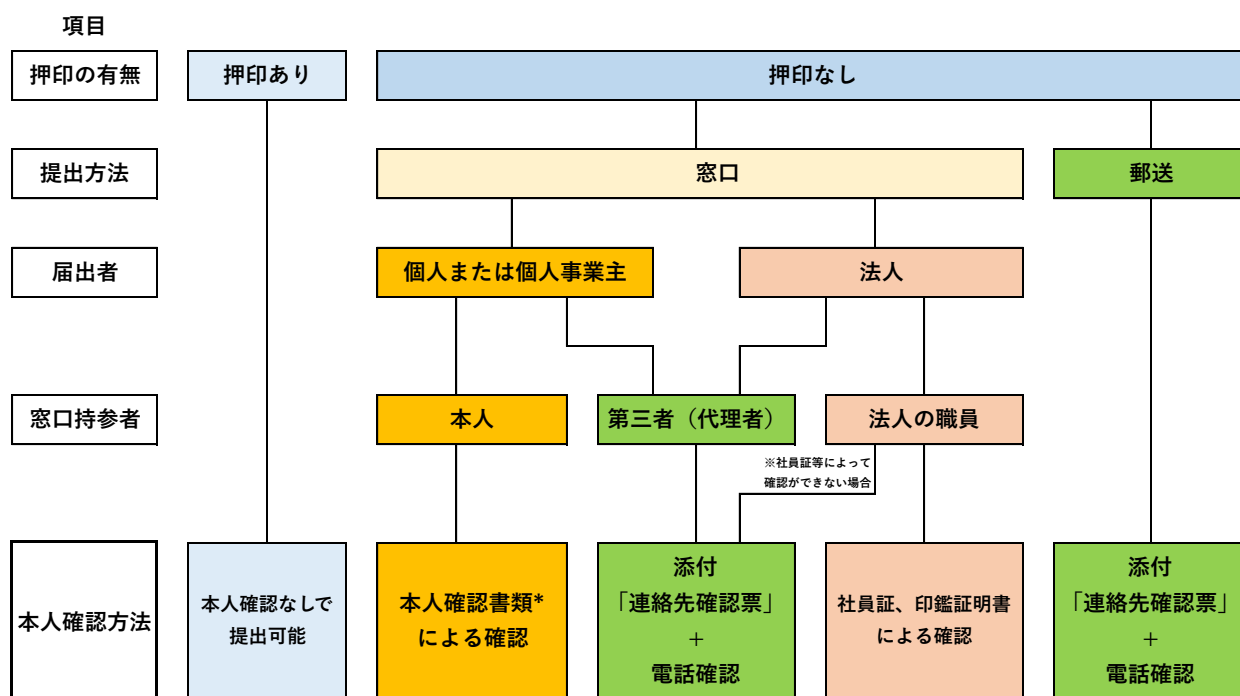 項目
押印の有無
押印あり
押印なし
提出方法
窓口
郵送
届出者
個人または個人事業主
法人
窓口持参者
本人
第三者（代理者）
法人の職員
※社員証等によって
確認ができない場合
本人確認方法
本人確認なしで
提出可能
本人確認書類*
による確認
添付
「連絡先確認票」
+
電話確認
社員証、印鑑証明書
による確認
添付
「連絡先確認票」
+
電話確認